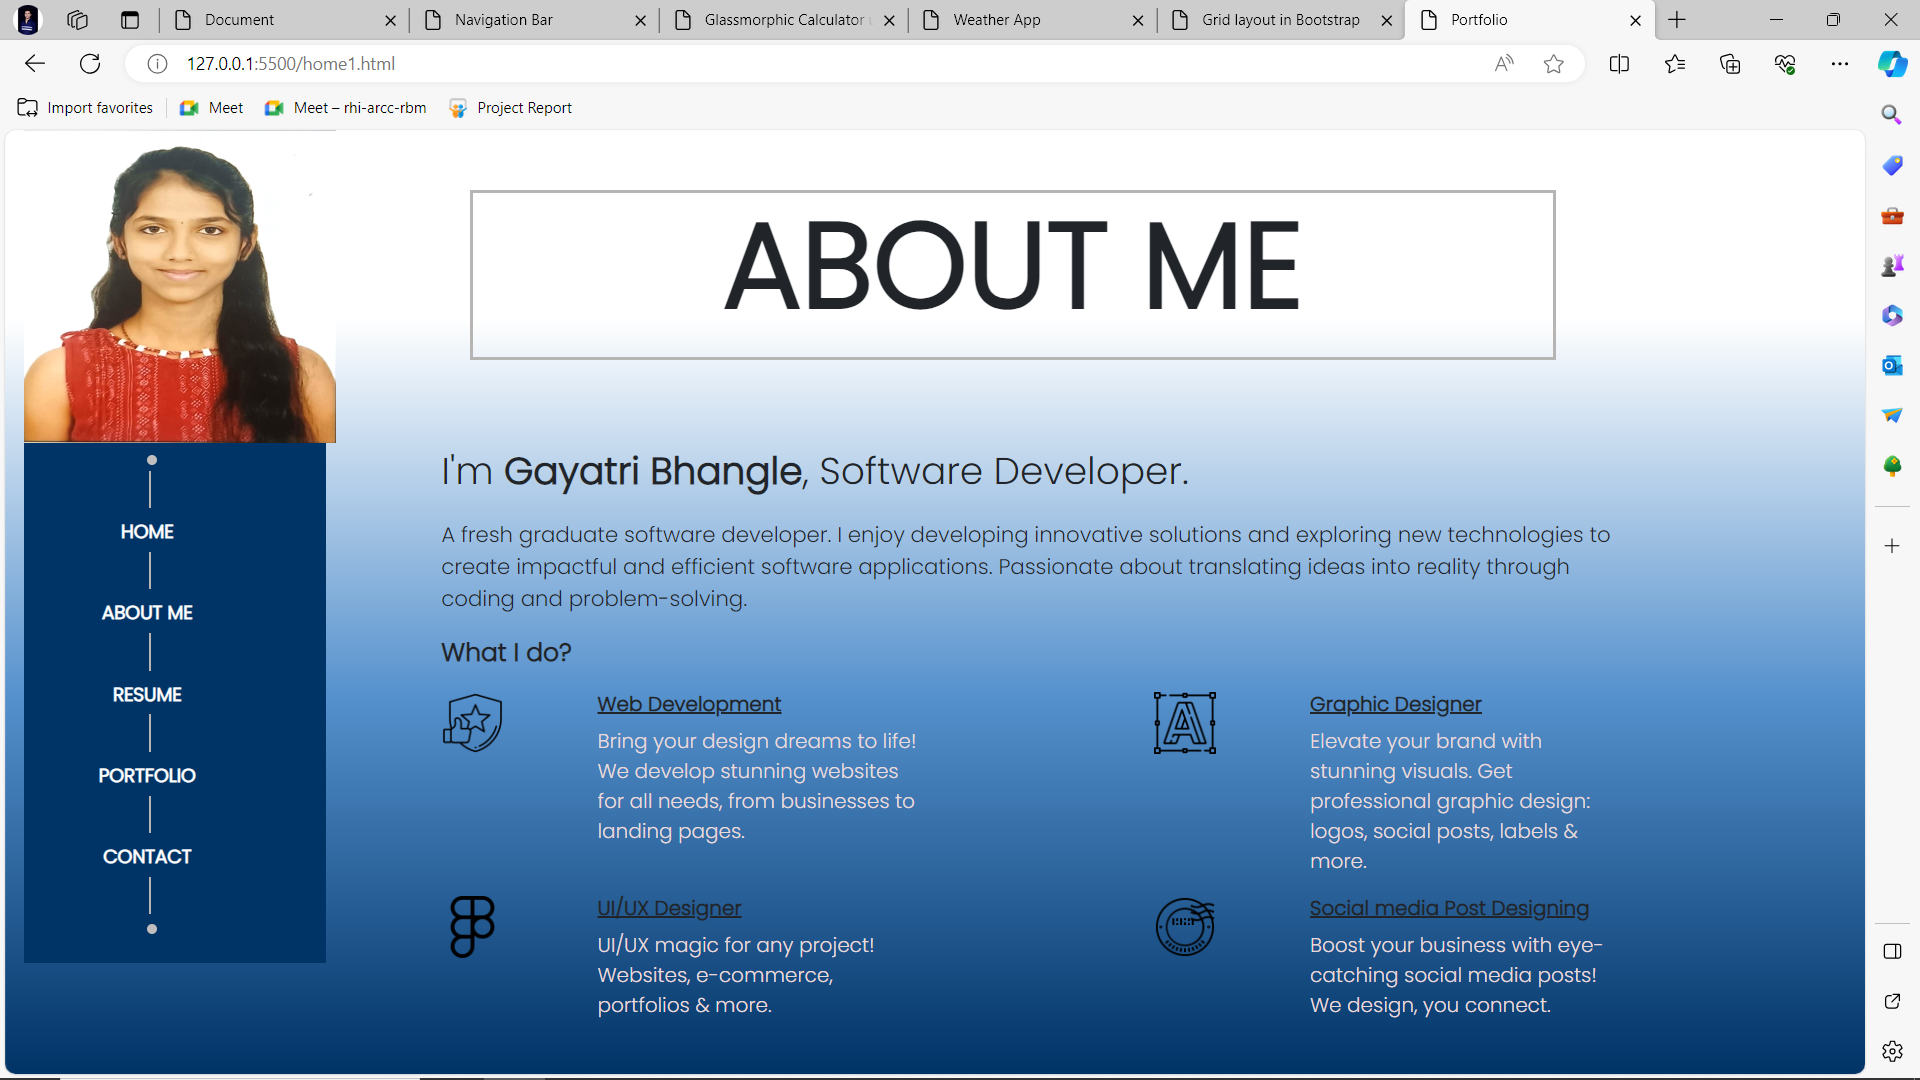 Document
Navigation Bar
Glassmorphic Calculator
Weather App
Grid layout in Bootstrap
Portfolio
127.0.0.1:5500/home1.html
Import favorites
Meet
Meet – rhi-arcc-rbm
Project Report
ABOUT ME
HOME
ABOUT ME
RESUME
PORTFOLIO
CONTACT
I'm Gayatri Bhangle, Software Developer.
A fresh graduate software developer. I enjoy developing innovative solutions and exploring new technologies to
create impactful and efficient software applications. Passionate about translating ideas into reality through
coding and problem-solving.
What I do?
Web Development
Bring your design dreams to life!
We develop stunning websites
for all needs, from businesses to
landing pages.
Graphic Designer
Elevate your brand with
stunning visuals. Get
professional graphic design:
logos, social posts, labels &
more.
UI/UX Designer
UI/UX magic for any project!
Websites, e-commerce,
portfolios & more.
Social media Post Designing
Boost your business with eye-
catching social media posts!
We design, you connect.